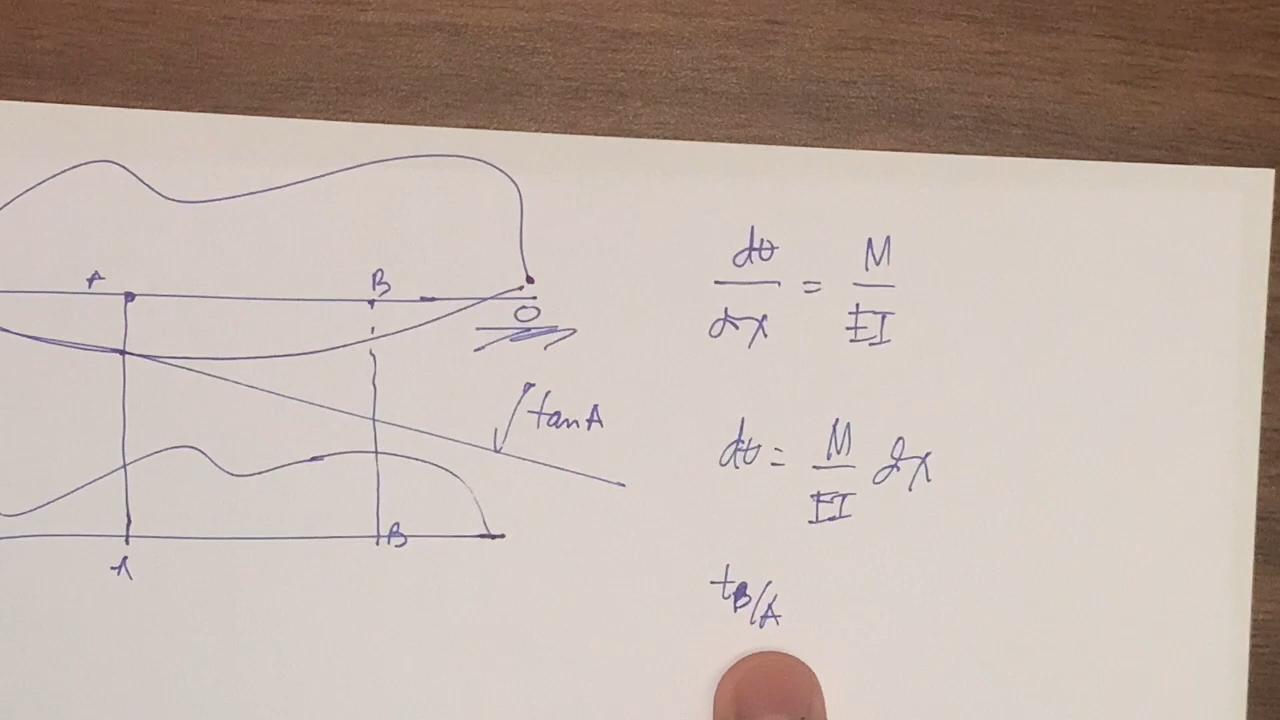 A B
O
tanA
A B
dθ/dx = M/EI
dθ = M/EI dx
tB/A